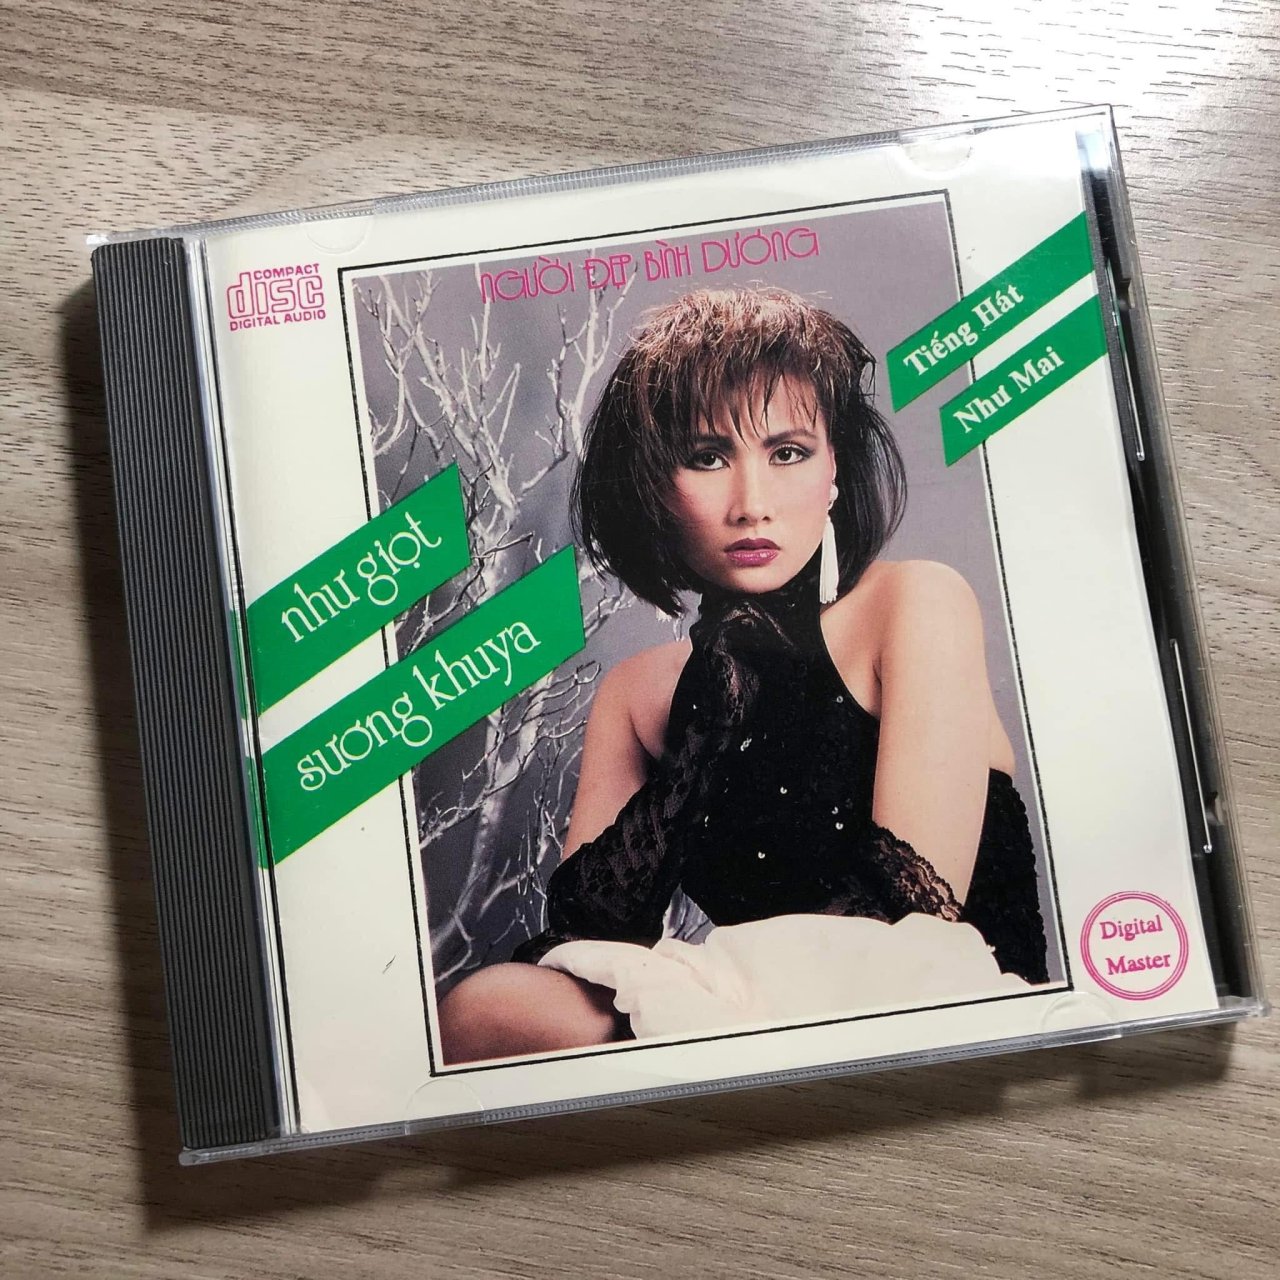 COMPACT
disc
DIGITAL AUDIO
NGƯỜI ĐẸP BÌNH DƯƠNG
Tiếng Hát
Như Mai
như giọt
sương khuya
Digital
Master